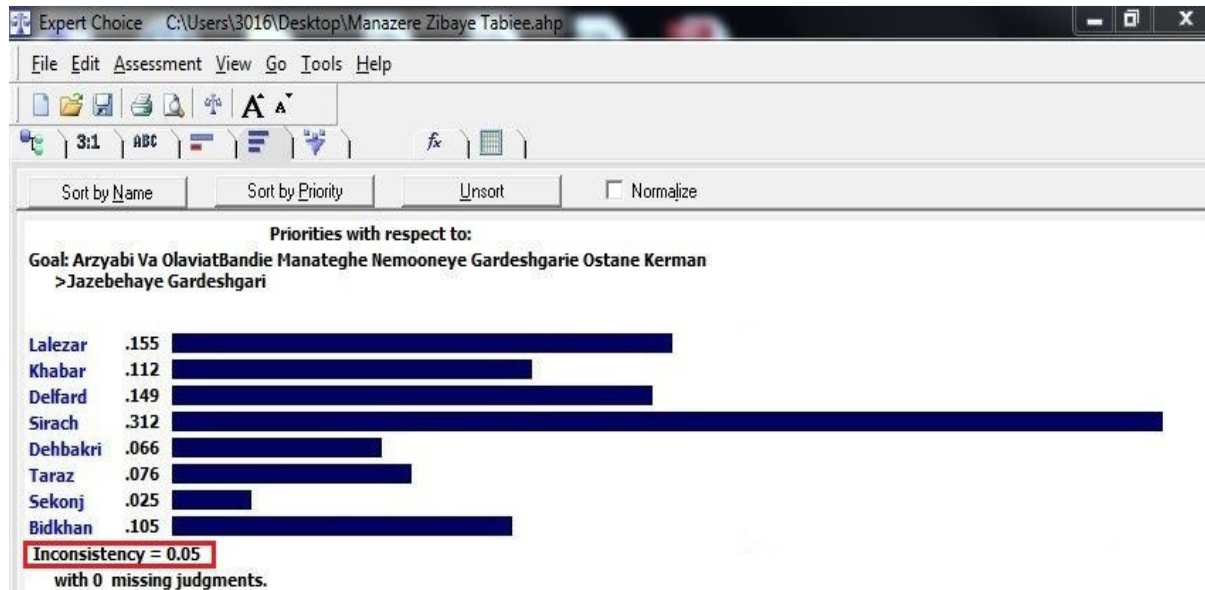 Expert Choice C:\Users\3016\Desktop\Manazere Zibaye Tabiee.ahp
File Edit Assessment View Go Tools Help
A A
3:1 ABC fx
Sort by Name Sort by Priority Unsort Normalize
Priorities with respect to:
Goal: Arzyabi Va OlaviatBandie Manateghe Nemooneye Gardeshgarie Ostane Kerman
>Jazebehaye Gardeshgari
Lalezar .155
Khabar .112
Delfard .149
Sirach .312
Dehbakri .066
Taraz .076
Sekonj .025
Bidkhan .105
Inconsistency = 0.05
with 0 missing judgments.